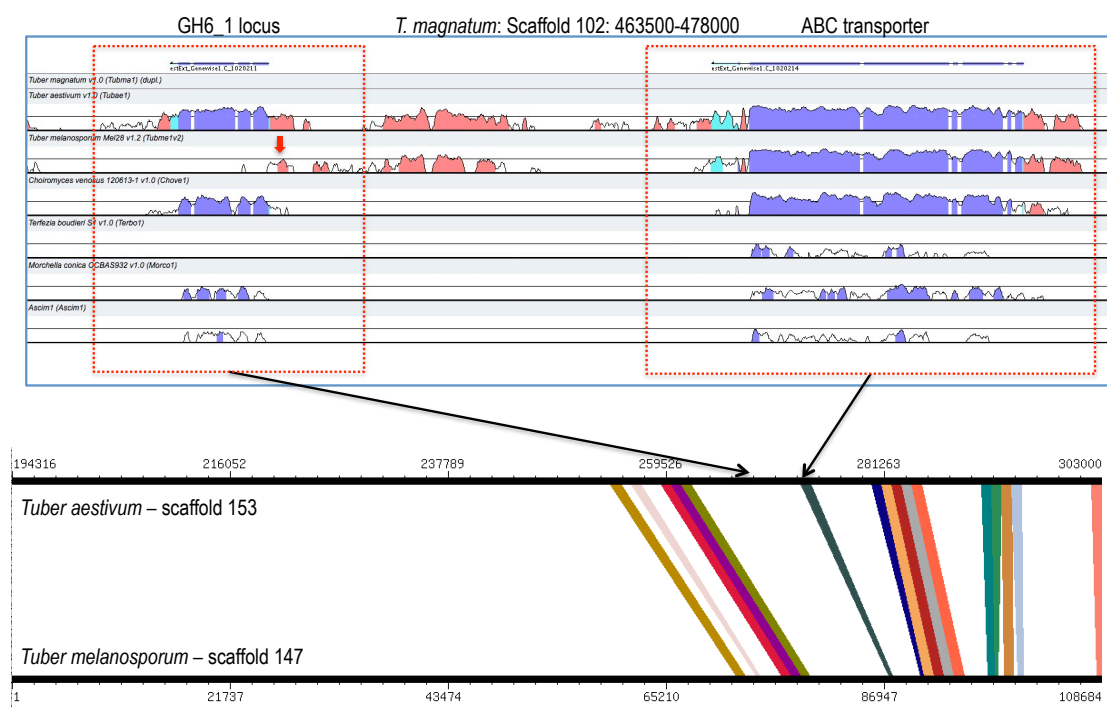 GH6_1 locus T. magnatum: Scaffold 102: 463500-478000 ABC transporter
estExt_Genewise1.C_1020211 estExt_Genewise1.C_1020214
Tuber magnatum v1.0 (Tubma1) (dupl.)
Tuber aestivum v1.0 (Tubae1)
Tuber melanosporum Mel28 v1.2 (Tubme1v2)
Choiromyces venosus 120613-1 v1.0 (Chove1)
Terfezia boudieri S1 v1.0 (Terbo1)
Morchella conica CCBAS932 v1.0 (Morco1)
Ascim1 (Ascim1)
194316 216052 237789 259526 281263 303000
Tuber aestivum – scaffold 153
Tuber melanosporum – scaffold 147
1 21737 43474 65210 86947 108684